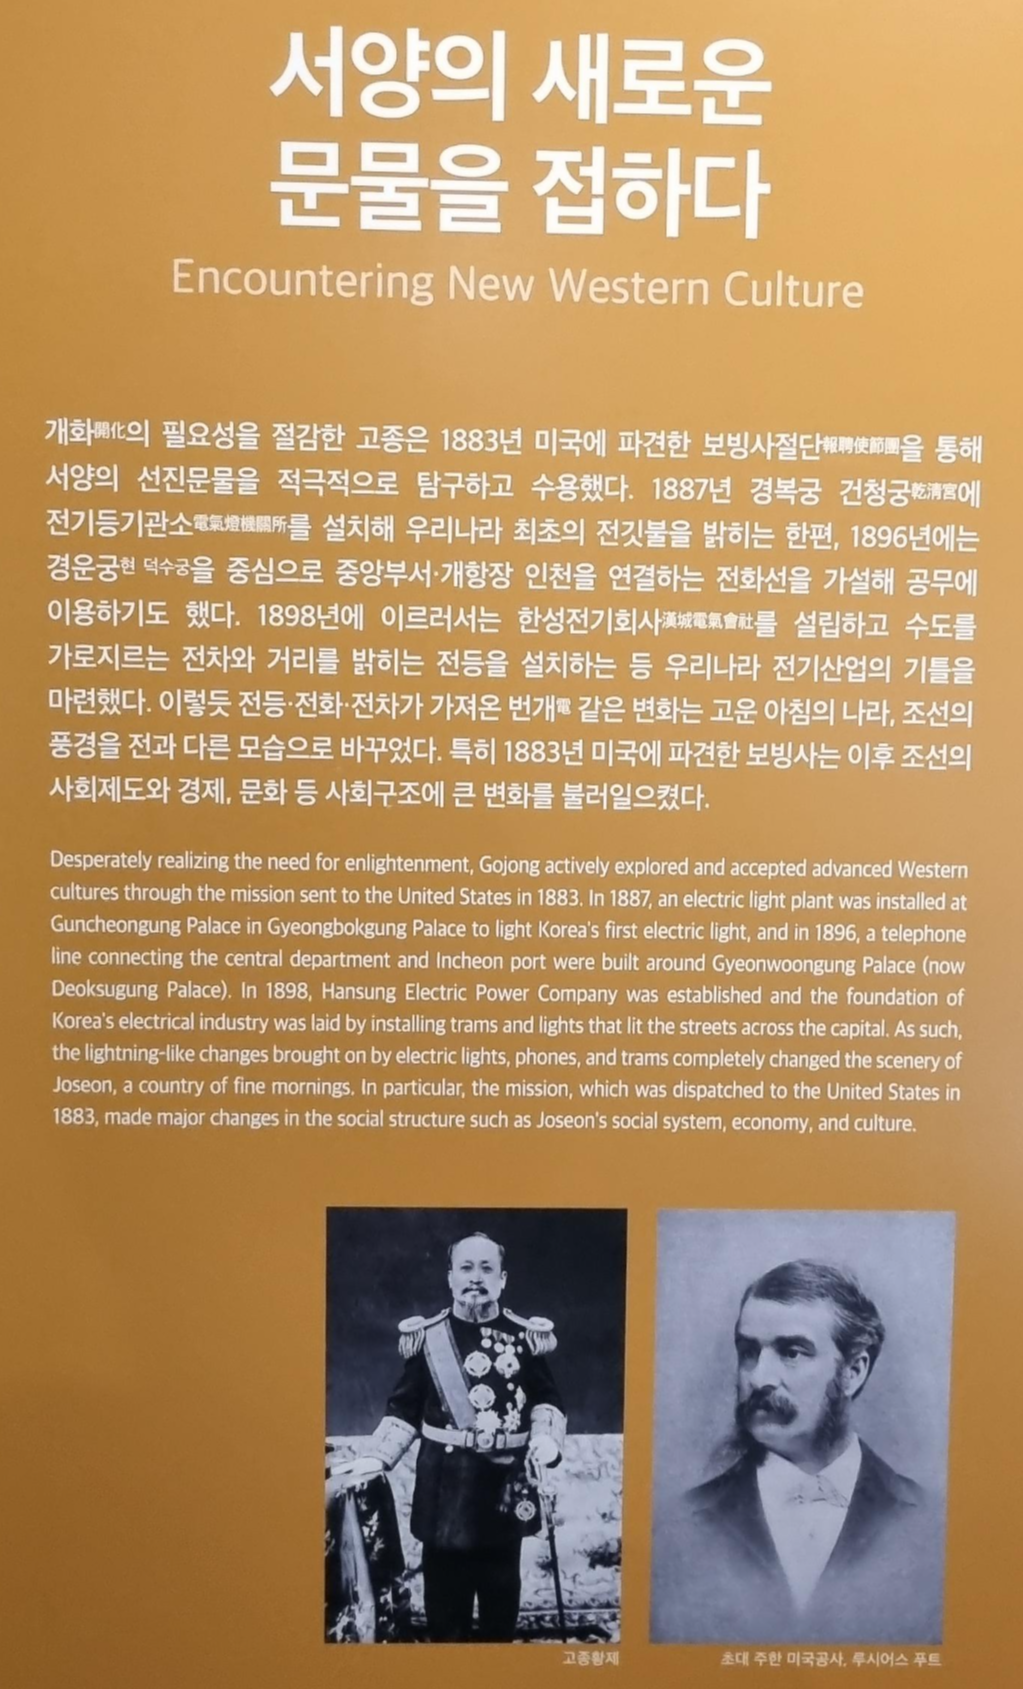 서양의 새로운
문물을 접하다
Encountering New Western Culture
개화開化의 필요성을 절감한 고종은 1883년 미국에 파견한 보빙사절단報聘使節團을 통해
서양의 선진문물을 적극적으로 탐구하고 수용했다. 1887년 경복궁 건청궁乾淸宮에
전기등기관소電氣燈機關所를 설치해 우리나라 최초의 전깃불을 밝히는 한편, 1896년에는
경운궁현 덕수궁을 중심으로 중앙부서·개항장 인천을 연결하는 전화선을 가설해 공무에
이용하기도 했다. 1898년에 이르러서는 한성전기회사漢城電氣會社를 설립하고 수도를
가로지르는 전차와 거리를 밝히는 전등을 설치하는 등 우리나라 전기산업의 기틀을
마련했다. 이렇듯 전등·전화·전차가 가져온 번개電 같은 변화는 고운 아침의 나라, 조선의
풍경을 전과 다른 모습으로 바꾸었다. 특히 1883년 미국에 파견한 보빙사는 이후 조선의
사회제도와 경제, 문화 등 사회구조에 큰 변화를 불러일으켰다.
Desperately realizing the need for enlightenment, Gojong actively explored and accepted advanced Western
cultures through the mission sent to the United States in 1883. In 1887, an electric light plant was installed at
Guncheongung Palace in Gyeongbokgung Palace to light Korea's first electric light, and in 1896, a telephone
line connecting the central department and Incheon port were built around Gyeonwoongung Palace (now
Deoksugung Palace). In 1898, Hansung Electric Power Company was established and the foundation of
Korea's electrical industry was laid by installing trams and lights that lit the streets across the capital. As such,
the lightning-like changes brought on by electric lights, phones, and trams completely changed the scenery of
Joseon, a country of fine mornings. In particular, the mission, which was dispatched to the United States in
1883, made major changes in the social structure such as Joseon's social system, economy, and culture.
고종황제
초대 주한 미국공사, 루시어스 푸트